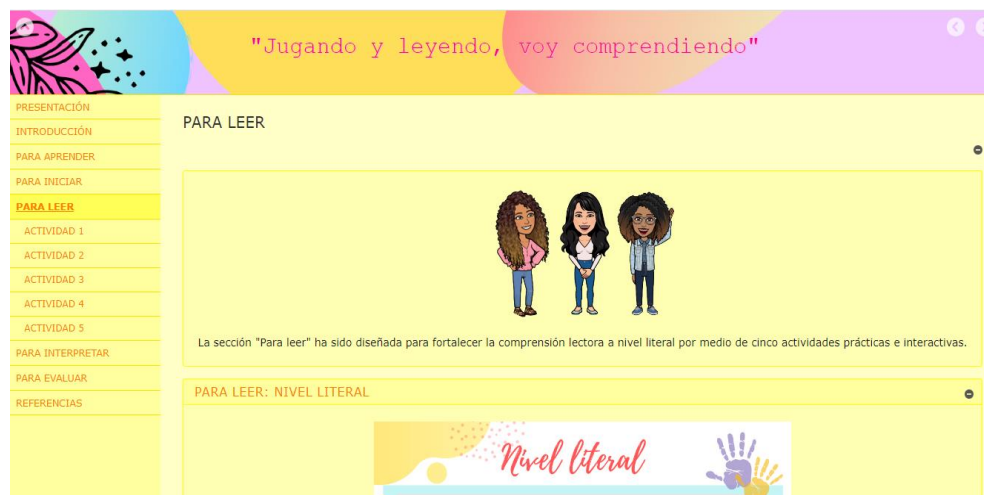 "Jugando y leyendo, voy comprendiendo"
PRESENTACIÓN
INTRODUCCIÓN
PARA APRENDER
PARA INICIAR
PARA LEER
ACTIVIDAD 1
ACTIVIDAD 2
ACTIVIDAD 3
ACTIVIDAD 4
ACTIVIDAD 5
PARA INTERPRETAR
PARA EVALUAR
REFERENCIAS
PARA LEER
La sección "Para leer" ha sido diseñada para fortalecer la comprensión lectora a nivel literal por medio de cinco actividades prácticas e interactivas.
PARA LEER: NIVEL LITERAL
Nivel literal